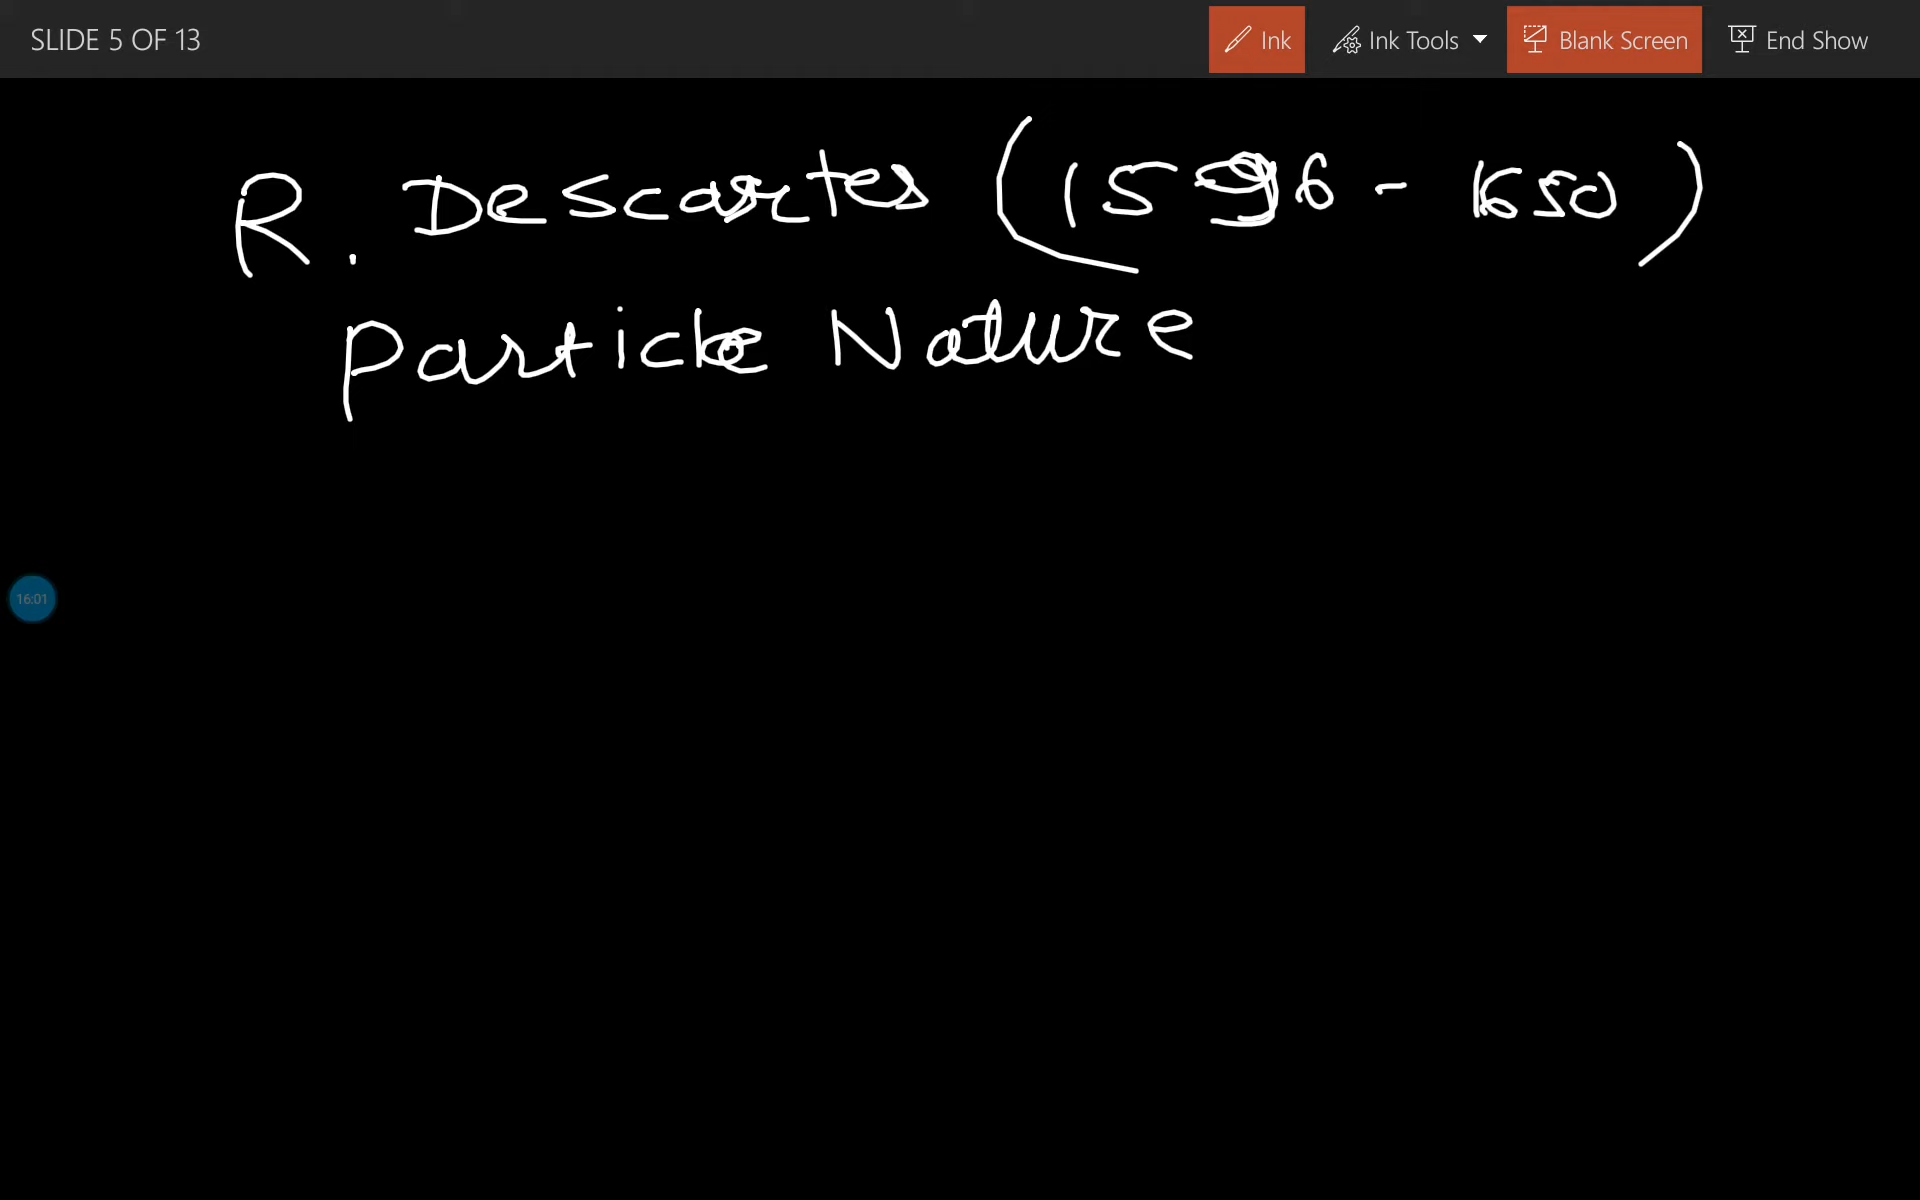 SLIDE 5 OF 13 Ink Ink Tools Blank Screen End Show
R. Descartes (1596 - 1650)
Particle Nature
16:01